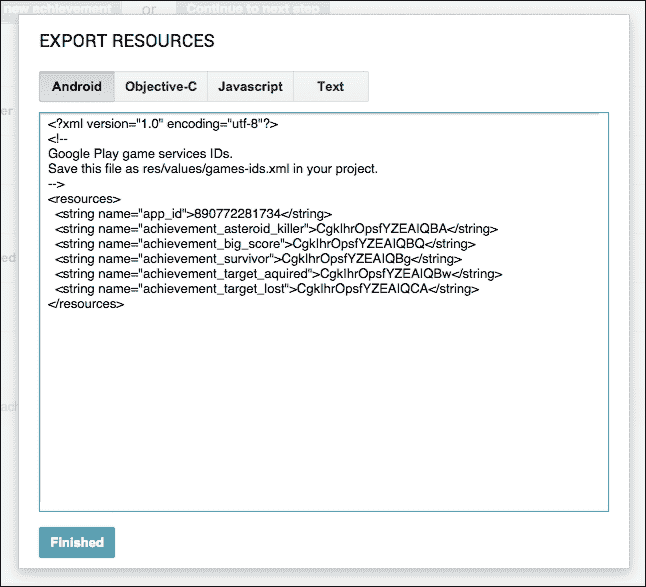 new achievement or Continue to next step
EXPORT RESOURCES
Android Objective-C Javascript Text
<?xml version="1.0" encoding="utf-8"?>
<!--
Google Play game services IDs.
Save this file as res/values/games-ids.xml in your project.
-->
<resources>
<string name="app_id">890772281734</string>
<string name="achievement_asteroid_killer">CgkIhrOpsfYZEAIQBA</string>
<string name="achievement_big_score">CgkIhrOpsfYZEAIQBQ</string>
<string name="achievement_survivor">CgkIhrOpsfYZEAIQBg</string>
<string name="achievement_target_aquired">CgkIhrOpsfYZEAIQBw</string>
<string name="achievement_target_lost">CgkIhrOpsfYZEAIQCA</string>
</resources>
Finished